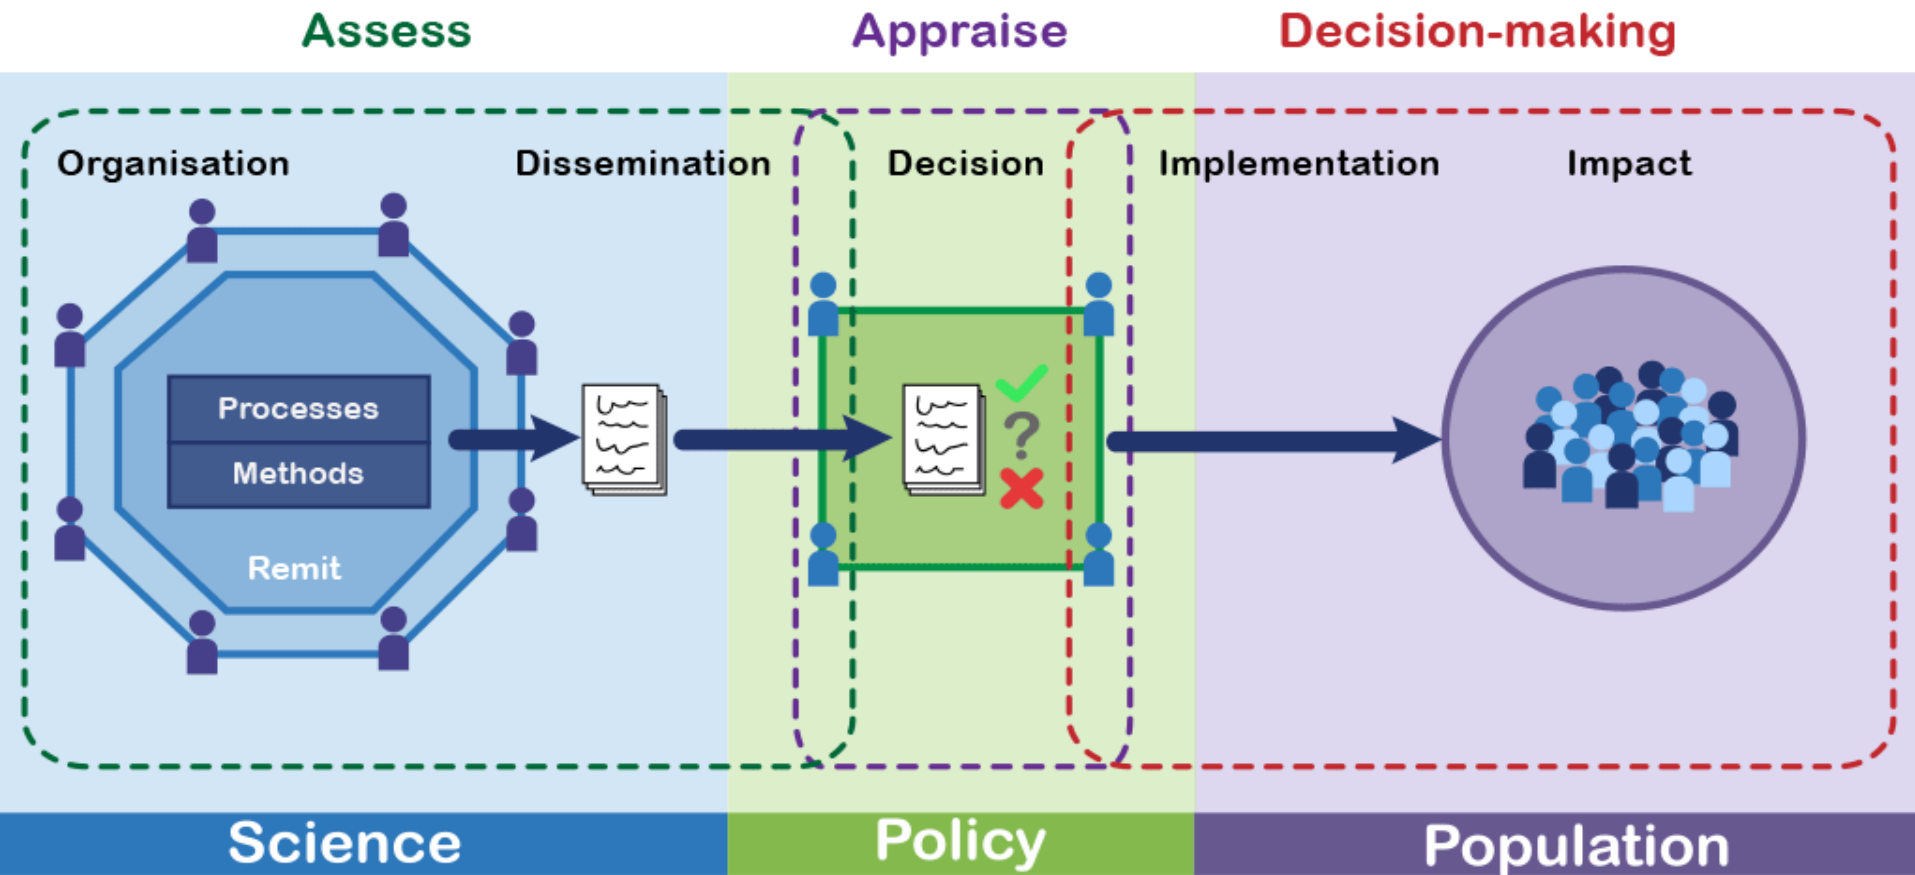 Assess
Appraise
Decision-making
Organisation
Dissemination
Decision
Implementation
Impact
Processes
Methods
Remit
?
Science
Policy
Population